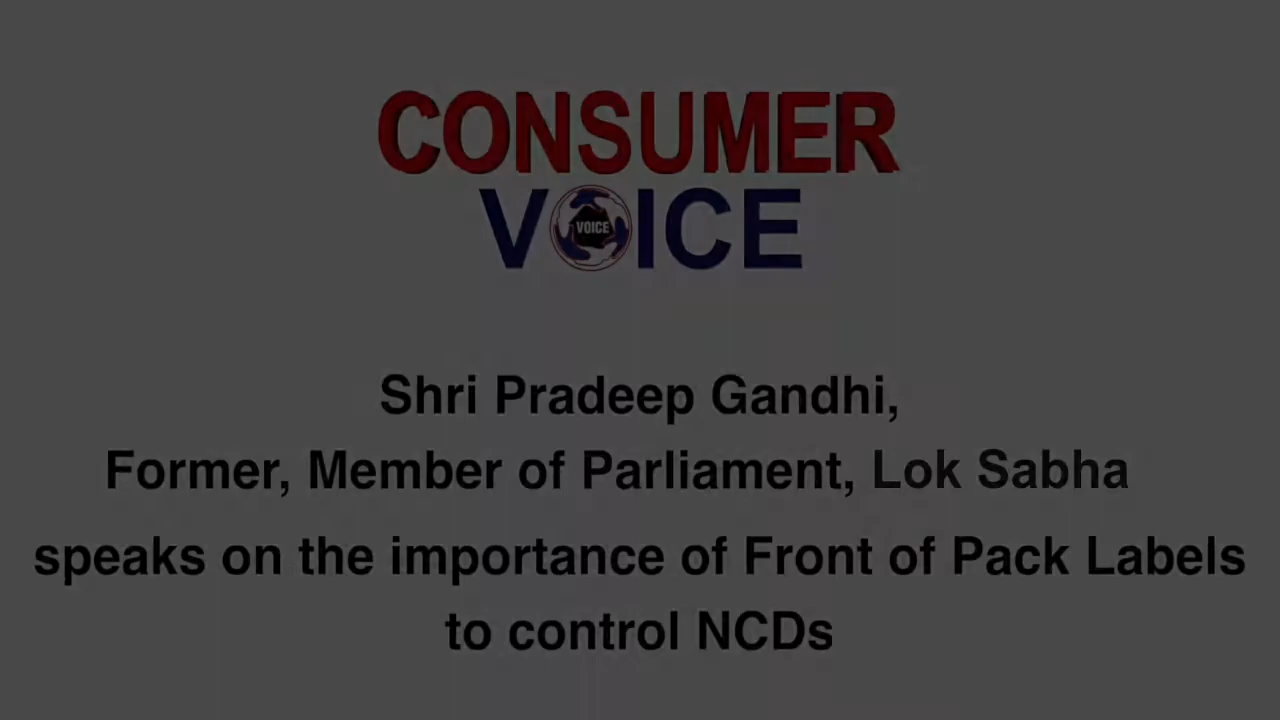 CONSUMER
VOICE
VOICE
Shri Pradeep Gandhi,
Former, Member of Parliament, Lok Sabha
speaks on the importance of Front of Pack Labels
to control NCDs